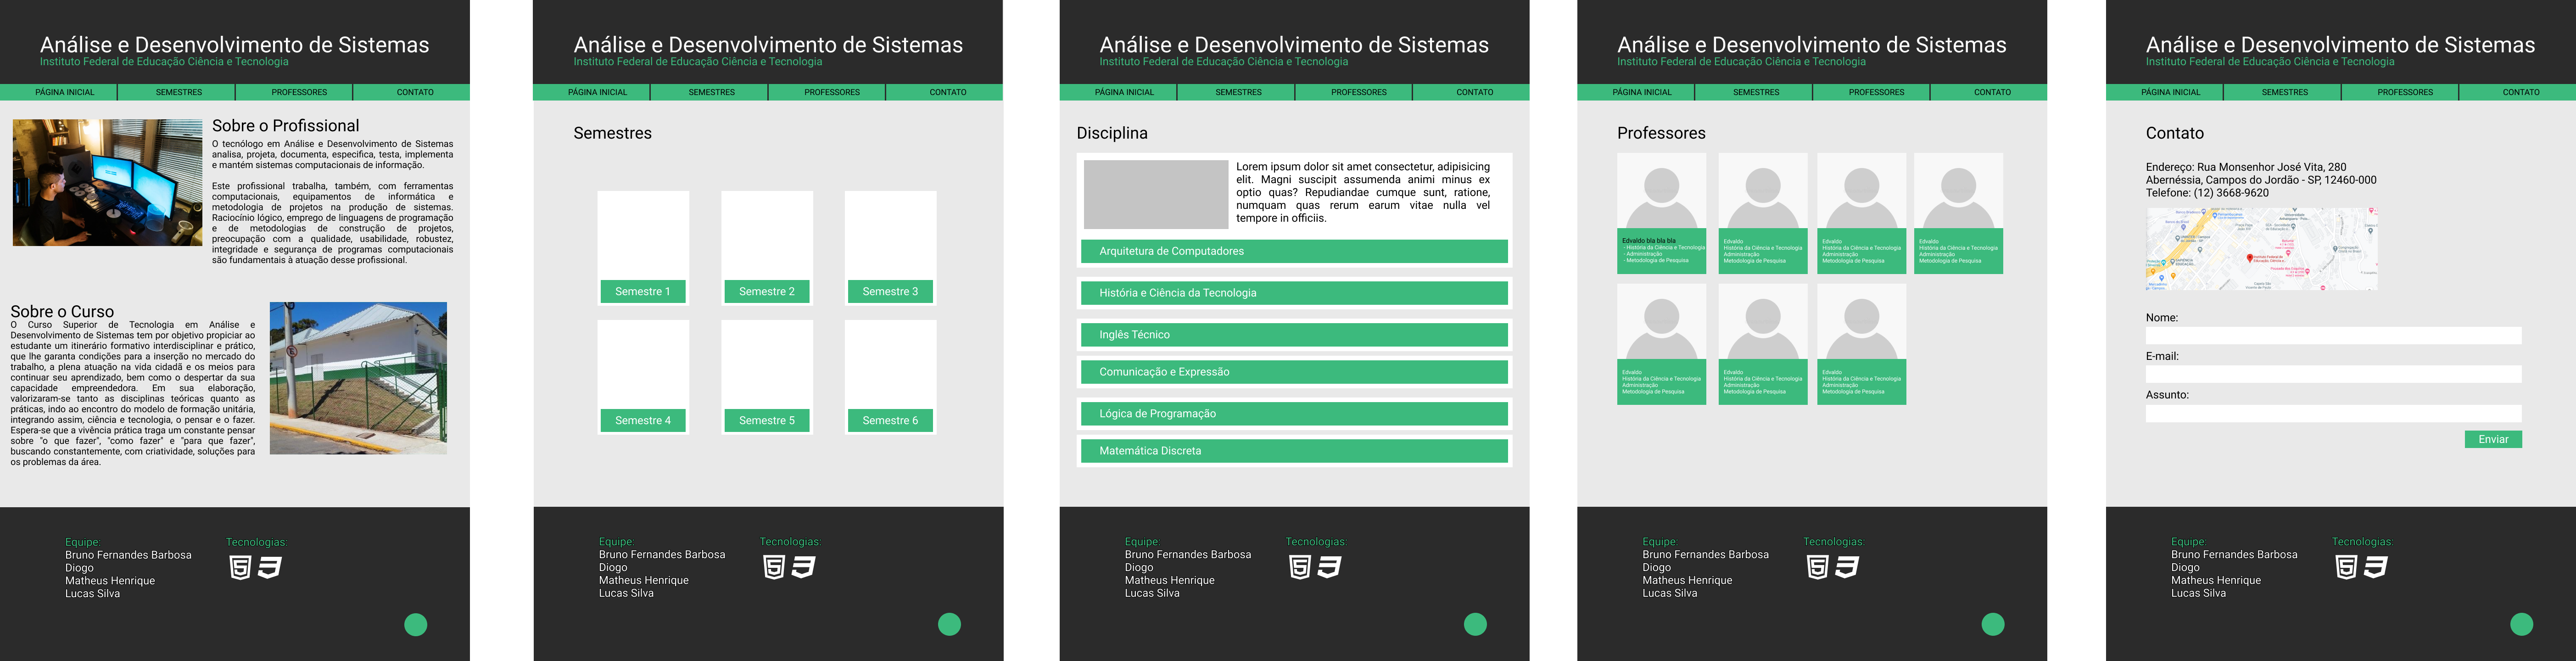 Análise e Desenvolvimento de Sistemas
Instituto Federal de Educação Ciência e Tecnologia
PÁGINA INICIAL
SEMESTRES
PROFESSORES
CONTATO
Sobre o Profissional
O tecnólogo em Análise e Desenvolvimento de Sistemas
analisa, projeta, documenta, especifica, testa, implementa
e mantém sistemas computacionais de informação.
Este profissional trabalha, também, com ferramentas
computacionais, equipamentos de informática e
metodologia de projetos na produção de sistemas.
Raciocínio lógico, emprego de linguagens de programação
e de metodologias de construção de projetos,
preocupação com a qualidade, usabilidade, robustez,
integridade e segurança de programas computacionais
são fundamentais à atuação desse profissional.
Sobre o Curso
O Curso Superior de Tecnologia em Análise e
Desenvolvimento de Sistemas tem por objetivo propiciar ao
estudante um itinerário formativo interdisciplinar e prático,
que lhe garanta condições para a inserção no mercado do
trabalho, a plena atuação na vida cidadã e os meios para
continuar seu aprendizado, bem como o despertar da sua
capacidade empreendedora. Em sua elaboração,
valorizaram-se tanto as disciplinas teóricas quanto as
práticas, indo ao encontro do modelo de formação unitária,
integrando assim, ciência e tecnologia, o pensar e o fazer.
Espera-se que a vivência prática traga um constante pensar
sobre "o que fazer", "como fazer" e "para que fazer",
buscando constantemente, com criatividade, soluções para
os problemas da área.
Equipe:
Bruno Fernandes Barbosa
Diogo
Matheus Henrique
Lucas Silva
Tecnologias:
Análise e Desenvolvimento de Sistemas
Instituto Federal de Educação Ciência e Tecnologia
PÁGINA INICIAL
SEMESTRES
PROFESSORES
CONTATO
Semestres
Semestre 1
Semestre 2
Semestre 3
Semestre 4
Semestre 5
Semestre 6
Equipe:
Bruno Fernandes Barbosa
Diogo
Matheus Henrique
Lucas Silva
Tecnologias:
Análise e Desenvolvimento de Sistemas
Instituto Federal de Educação Ciência e Tecnologia
PÁGINA INICIAL
SEMESTRES
PROFESSORES
CONTATO
Disciplina
Lorem ipsum dolor sit amet consectetur, adipisicing
elit. Magni suscipit assumenda animi minus ex
optio quas? Repudiandae cumque sunt, ratione,
numquam quas rerum earum vitae nulla vel
tempore in officiis.
Arquitetura de Computadores
História e Ciência da Tecnologia
Inglês Técnico
Comunicação e Expressão
Lógica de Programação
Matemática Discreta
Equipe:
Bruno Fernandes Barbosa
Diogo
Matheus Henrique
Lucas Silva
Tecnologias:
Análise e Desenvolvimento de Sistemas
Instituto Federal de Educação Ciência e Tecnologia
PÁGINA INICIAL
SEMESTRES
PROFESSORES
CONTATO
Professores
Edvaldo bla bla bla
- História da Ciência e Tecnologia
- Administração
- Metodologia de Pesquisa
Edvaldo
História da Ciência e Tecnologia
Administração
Metodologia de Pesquisa
Edvaldo
História da Ciência e Tecnologia
Administração
Metodologia de Pesquisa
Edvaldo
História da Ciência e Tecnologia
Administração
Metodologia de Pesquisa
Edvaldo
História da Ciência e Tecnologia
Administração
Metodologia de Pesquisa
Edvaldo
História da Ciência e Tecnologia
Administração
Metodologia de Pesquisa
Edvaldo
História da Ciência e Tecnologia
Administração
Metodologia de Pesquisa
Equipe:
Bruno Fernandes Barbosa
Diogo
Matheus Henrique
Lucas Silva
Tecnologias:
Análise e Desenvolvimento de Sistemas
Instituto Federal de Educação Ciência e Tecnologia
PÁGINA INICIAL
SEMESTRES
PROFESSORES
CONTATO
Contato
Endereço: Rua Monsenhor José Vita, 280
Abernéssia, Campos do Jordão - SP, 12460-000
Telefone: (12) 3668-9620
Nome:
E-mail:
Assunto:
Enviar
Equipe:
Bruno Fernandes Barbosa
Diogo
Matheus Henrique
Lucas Silva
Tecnologias: